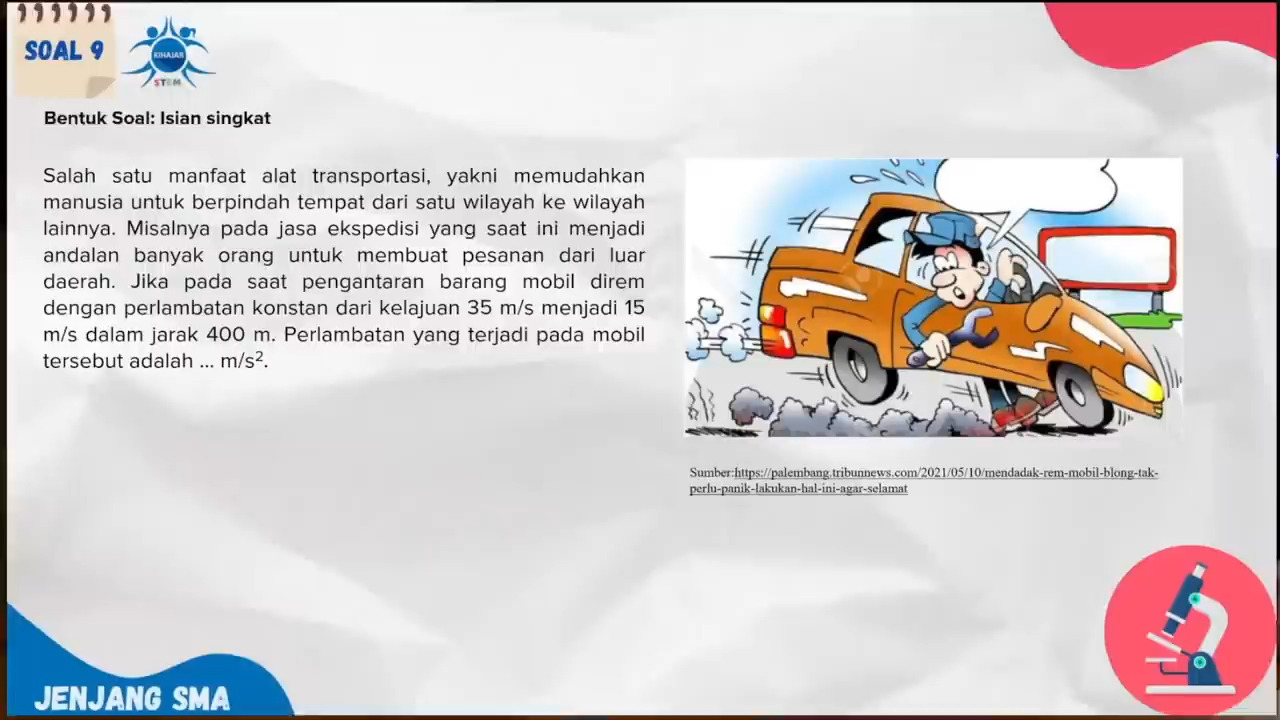 SOAL 9
KIHAJAR
STEM
Bentuk Soal: Isian singkat
Salah satu manfaat alat transportasi, yakni memudahkan
manusia untuk berpindah tempat dari satu wilayah ke wilayah
lainnya. Misalnya pada jasa ekspedisi yang saat ini menjadi
andalan banyak orang untuk membuat pesanan dari luar
daerah. Jika pada saat pengantaran barang mobil direm
dengan perlambatan konstan dari kelajuan 35 m/s menjadi 15
m/s dalam jarak 400 m. Perlambatan yang terjadi pada mobil
tersebut adalah ... m/s².
Sumber:https://palembang.tribunnews.com/2021/05/10/mendadak-rem-mobil-blong-tak-
perlu-panik-lakukan-hal-ini-agar-selamat
JENJANG SMA